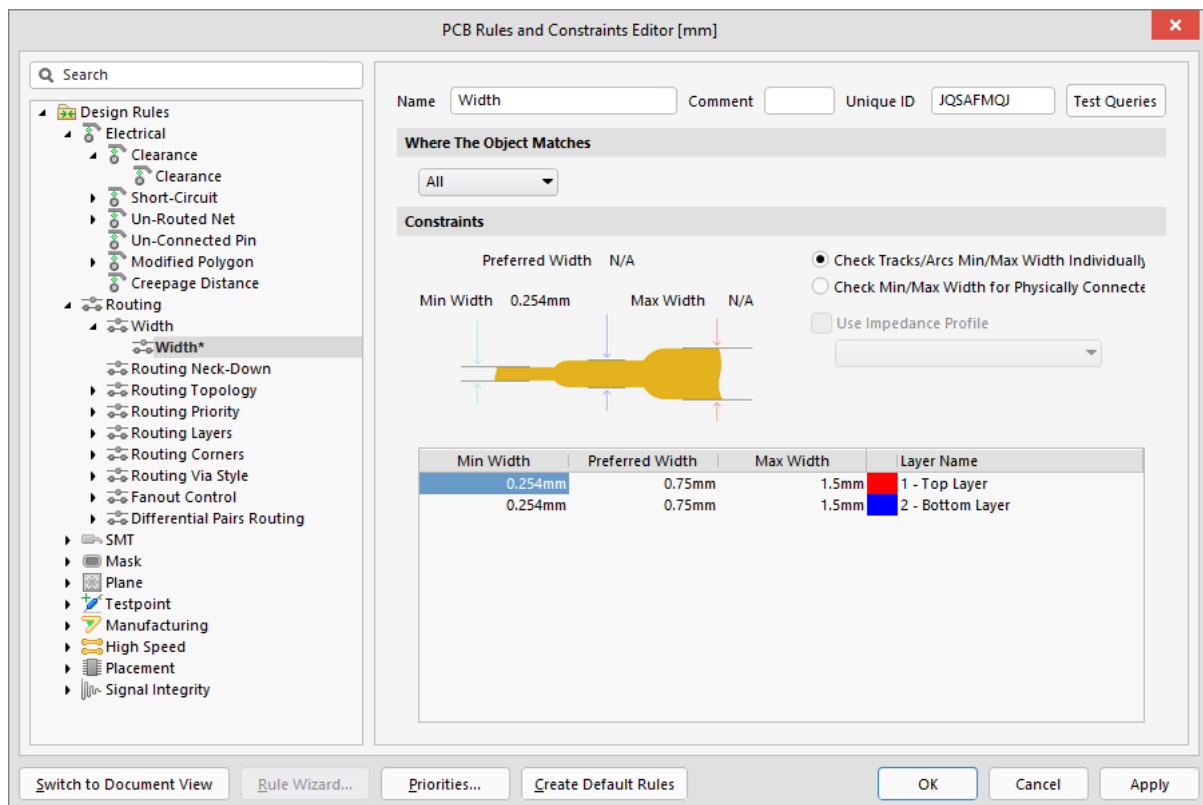 PCB Rules and Constraints Editor [mm]
Search
Design Rules
Electrical
Clearance
Clearance
Short-Circuit
Un-Routed Net
Un-Connected Pin
Modified Polygon
Creepage Distance
Routing
Width
Width*
Routing Neck-Down
Routing Topology
Routing Priority
Routing Layers
Routing Corners
Routing Via Style
Fanout Control
Differential Pairs Routing
SMT
Mask
Plane
Testpoint
Manufacturing
High Speed
Placement
Signal Integrity
Name Width Comment Unique ID JQSAFMQJ Test Queries
Where The Object Matches
All
Constraints
Preferred Width N/A
Min Width 0.254mm Max Width N/A
Check Tracks/Arcs Min/Max Width Individually
Check Min/Max Width for Physically Connecte
Use Impedance Profile
Min Width Preferred Width Max Width Layer Name
0.254mm 0.75mm 1.5mm 1 - Top Layer
0.254mm 0.75mm 1.5mm 2 - Bottom Layer
Switch to Document View Rule Wizard... Priorities... Create Default Rules OK Cancel Apply